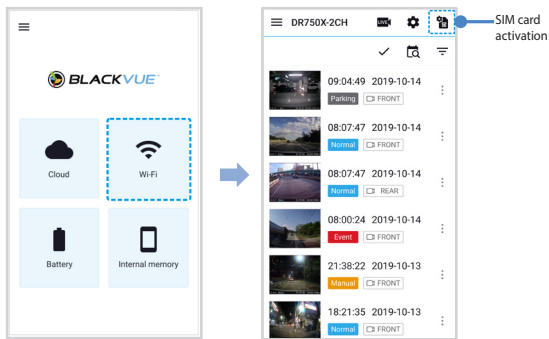 BLACKVUE
Cloud
Wi-Fi
Battery
Internal memory
DR750X-2CH
LIVE
SIM card
activation
09:04:49 2019-10-14
Parking FRONT
08:07:47 2019-10-14
Normal FRONT
08:07:47 2019-10-14
Normal REAR
08:00:24 2019-10-14
Event FRONT
21:38:22 2019-10-13
Manual FRONT
18:21:35 2019-10-13
Normal FRONT